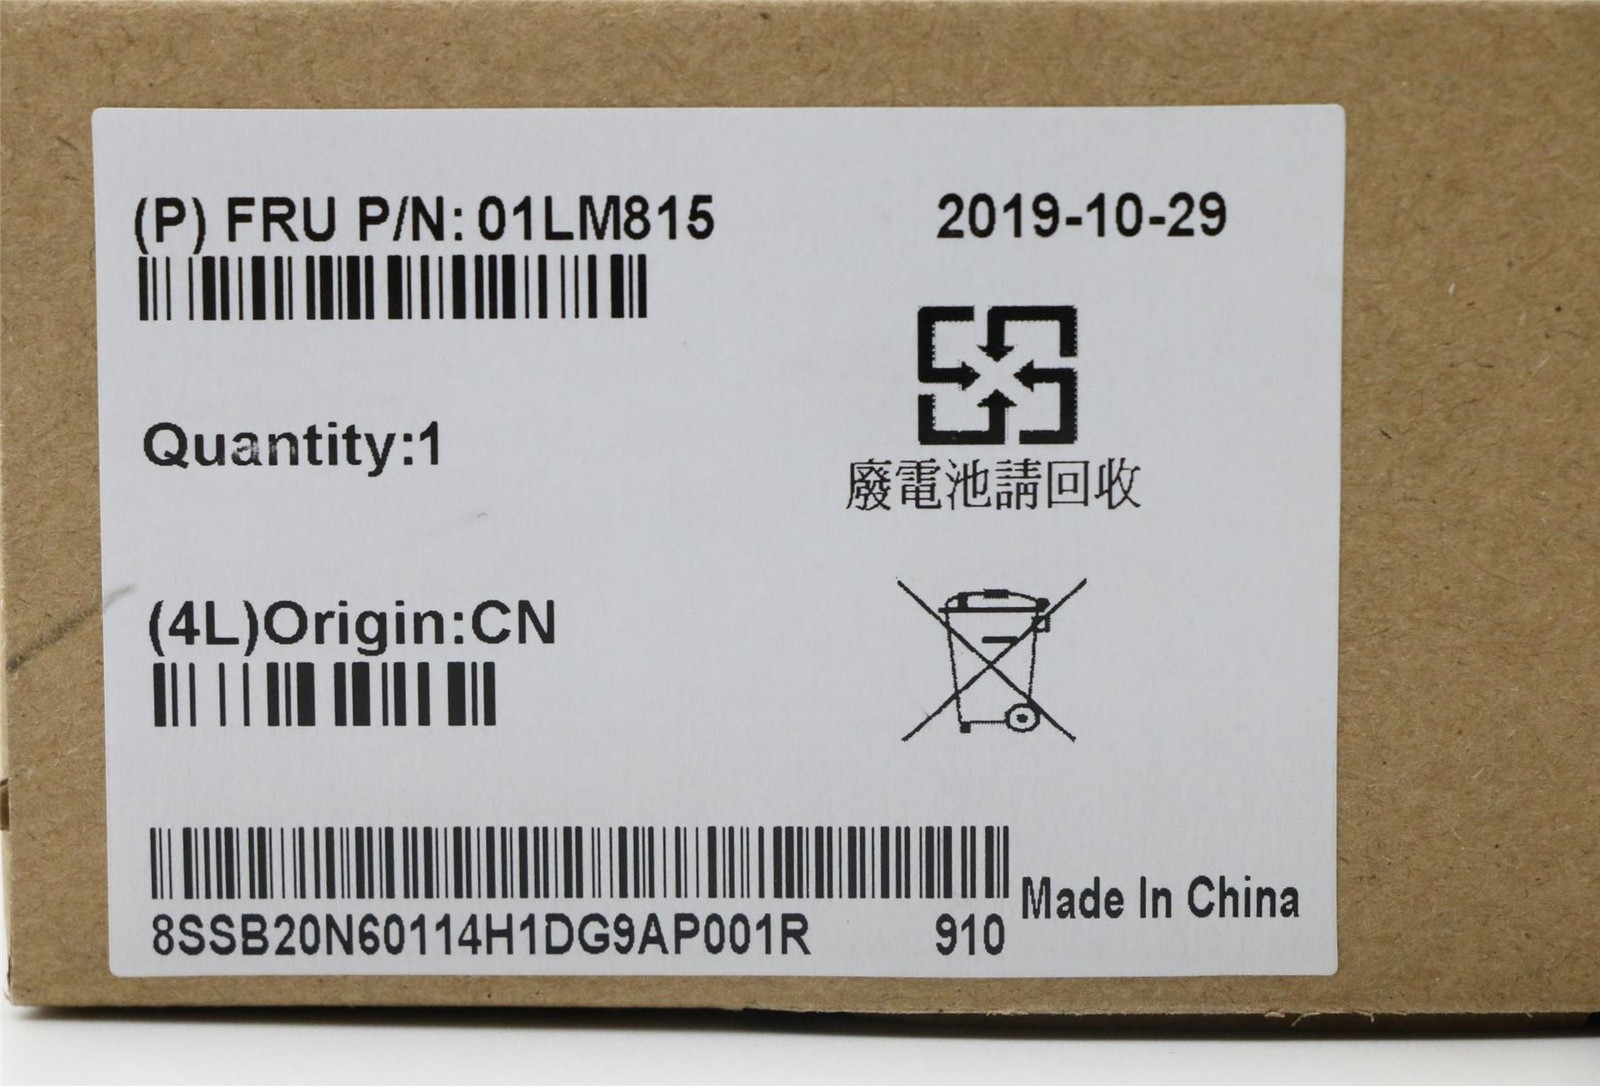 (P) FRU P/N: 01LM815
2019-10-29
Quantity:1
廢電池請回收
(4L)Origin:CN
8SSB20N60114H1DG9AP001R 910
Made In China